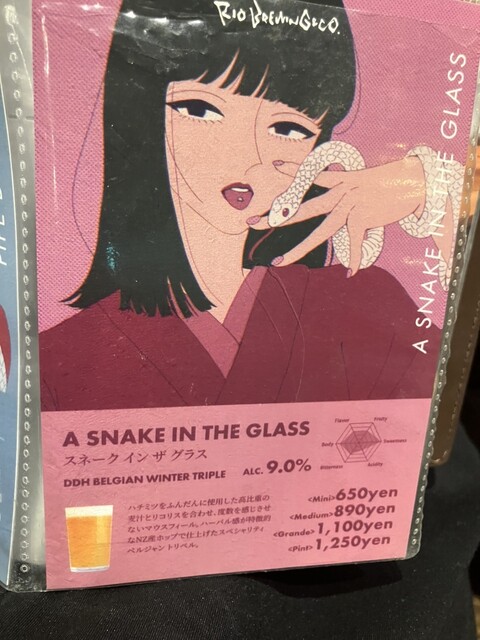 RIO BREWING & CO.
A SNAKE IN THE GLASS
A SNAKE IN THE GLASS
スネーク イン ザ グラス
DDH BELGIAN WINTER TRIPLE
ALC. 9.0%
Flavor
Fruity
Body
Sweetness
Bitterness
Acidity
ハチミツをふんだんに使用した高比重の
麦汁とリコリスを合わせ、度数を感じさせ
ないマウスフィール。ハーバル感が特徴的
なNZ産ホップで仕上げたスペシャリティ
ベルジャントリペル。
<Mini>650yen
<Medium>890yen
<Grande>1,100yen
<Pint>1,250yen